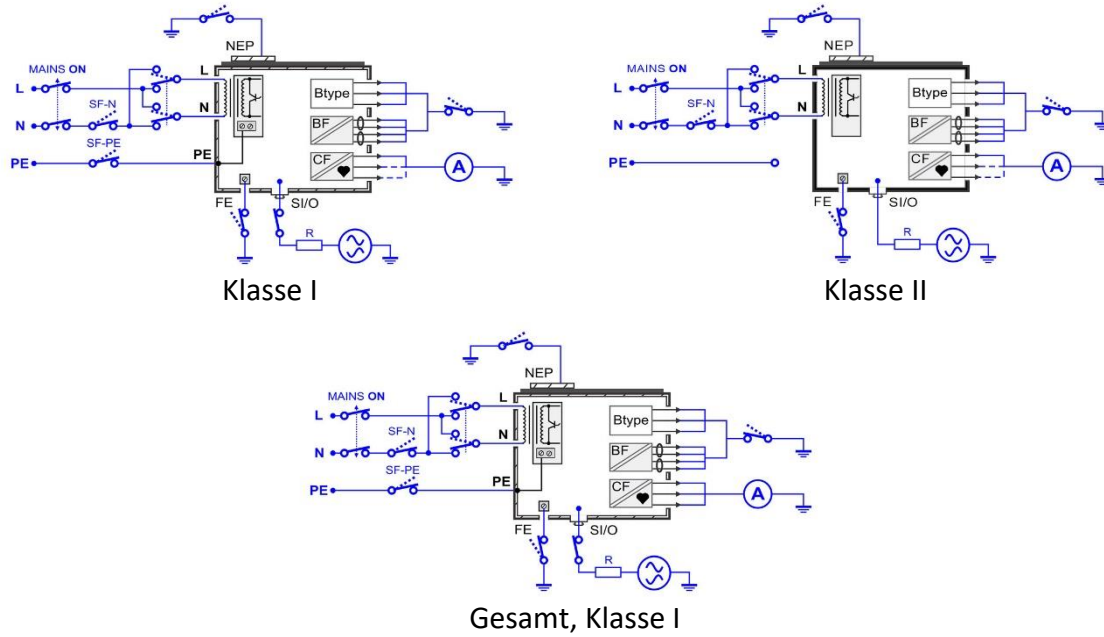 NEP
MAINS ON
L
L
SF-N
N
N
SF-PE
PE
PE
Btype
BF
CF
A
FE
SI/O
R
Klasse I
NEP
MAINS ON
L
L
SF-N
N
N
PE
Btype
BF
CF
A
FE
SI/O
R
Klasse II
NEP
MAINS ON
L
L
SF-N
N
N
SF-PE
PE
PE
Btype
BF
CF
A
FE
SI/O
R
Gesamt, Klasse I